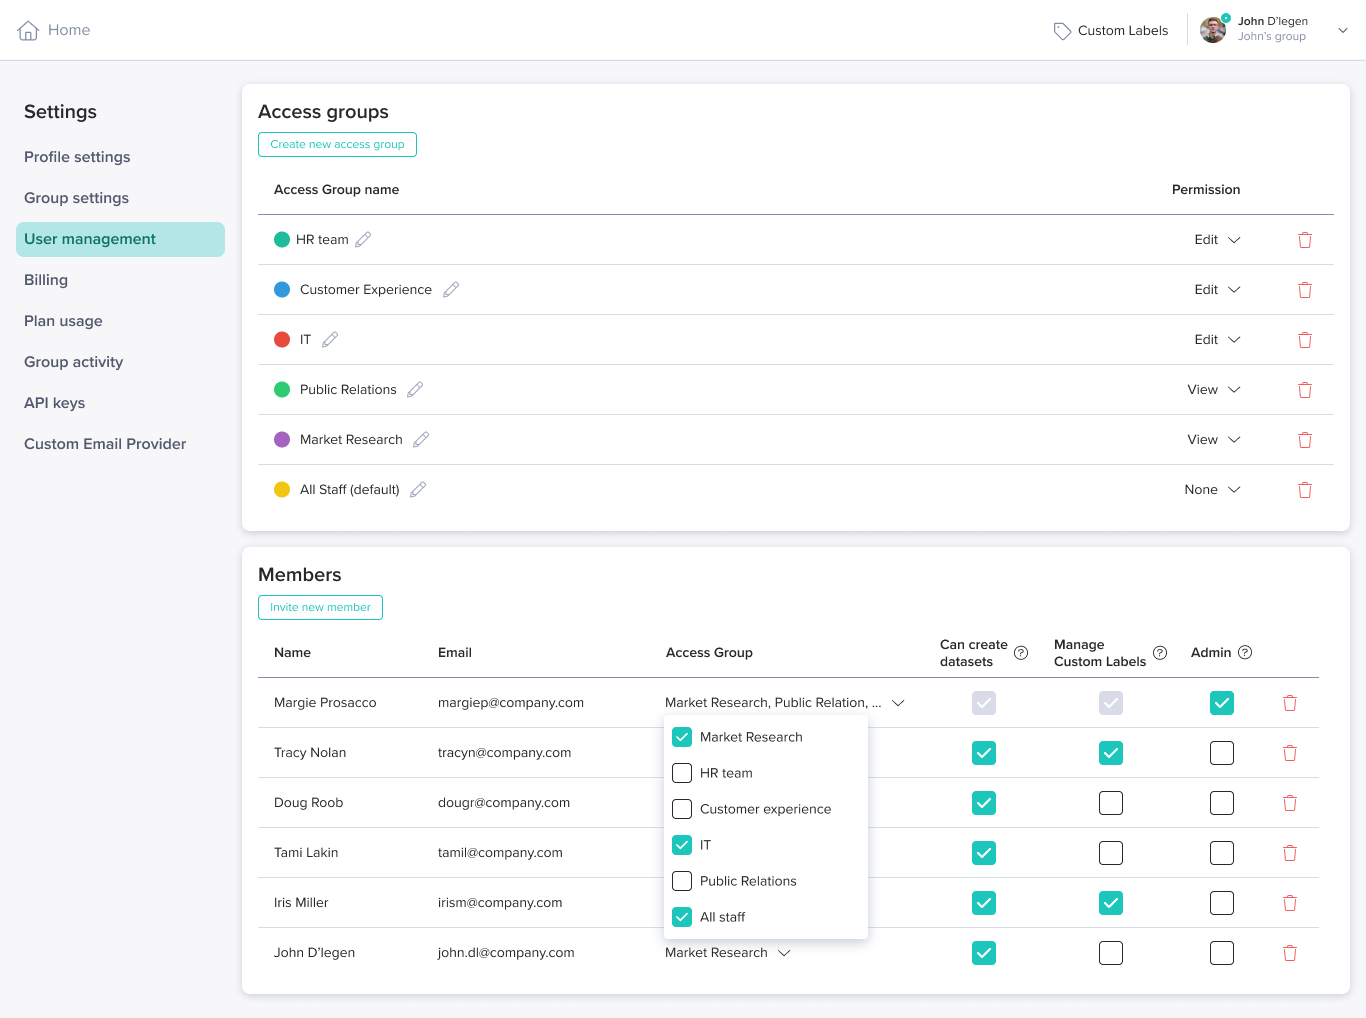 Home
Custom Labels
John D'legen
John's group
Settings
Profile settings
Group settings
User management
Billing
Plan usage
Group activity
API keys
Custom Email Provider
Access groups
Create new access group
Access Group name
Permission
HR team
Edit
Customer Experience
Edit
IT
Edit
Public Relations
View
Market Research
View
All Staff (default)
None
Members
Invite new member
Name
Email
Access Group
Can create
datasets
?
Manage
Custom Labels
?
Admin
?
Margie Prosacco
margiep@company.com
Market Research, Public Relation, ...
Tracy Nolan
tracyn@company.com
Doug Roob
dougr@company.com
Tami Lakin
tamil@company.com
Iris Miller
irism@company.com
John D'legen
john.dl@company.com
Market Research
Market Research
HR team
Customer experience
IT
Public Relations
All staff